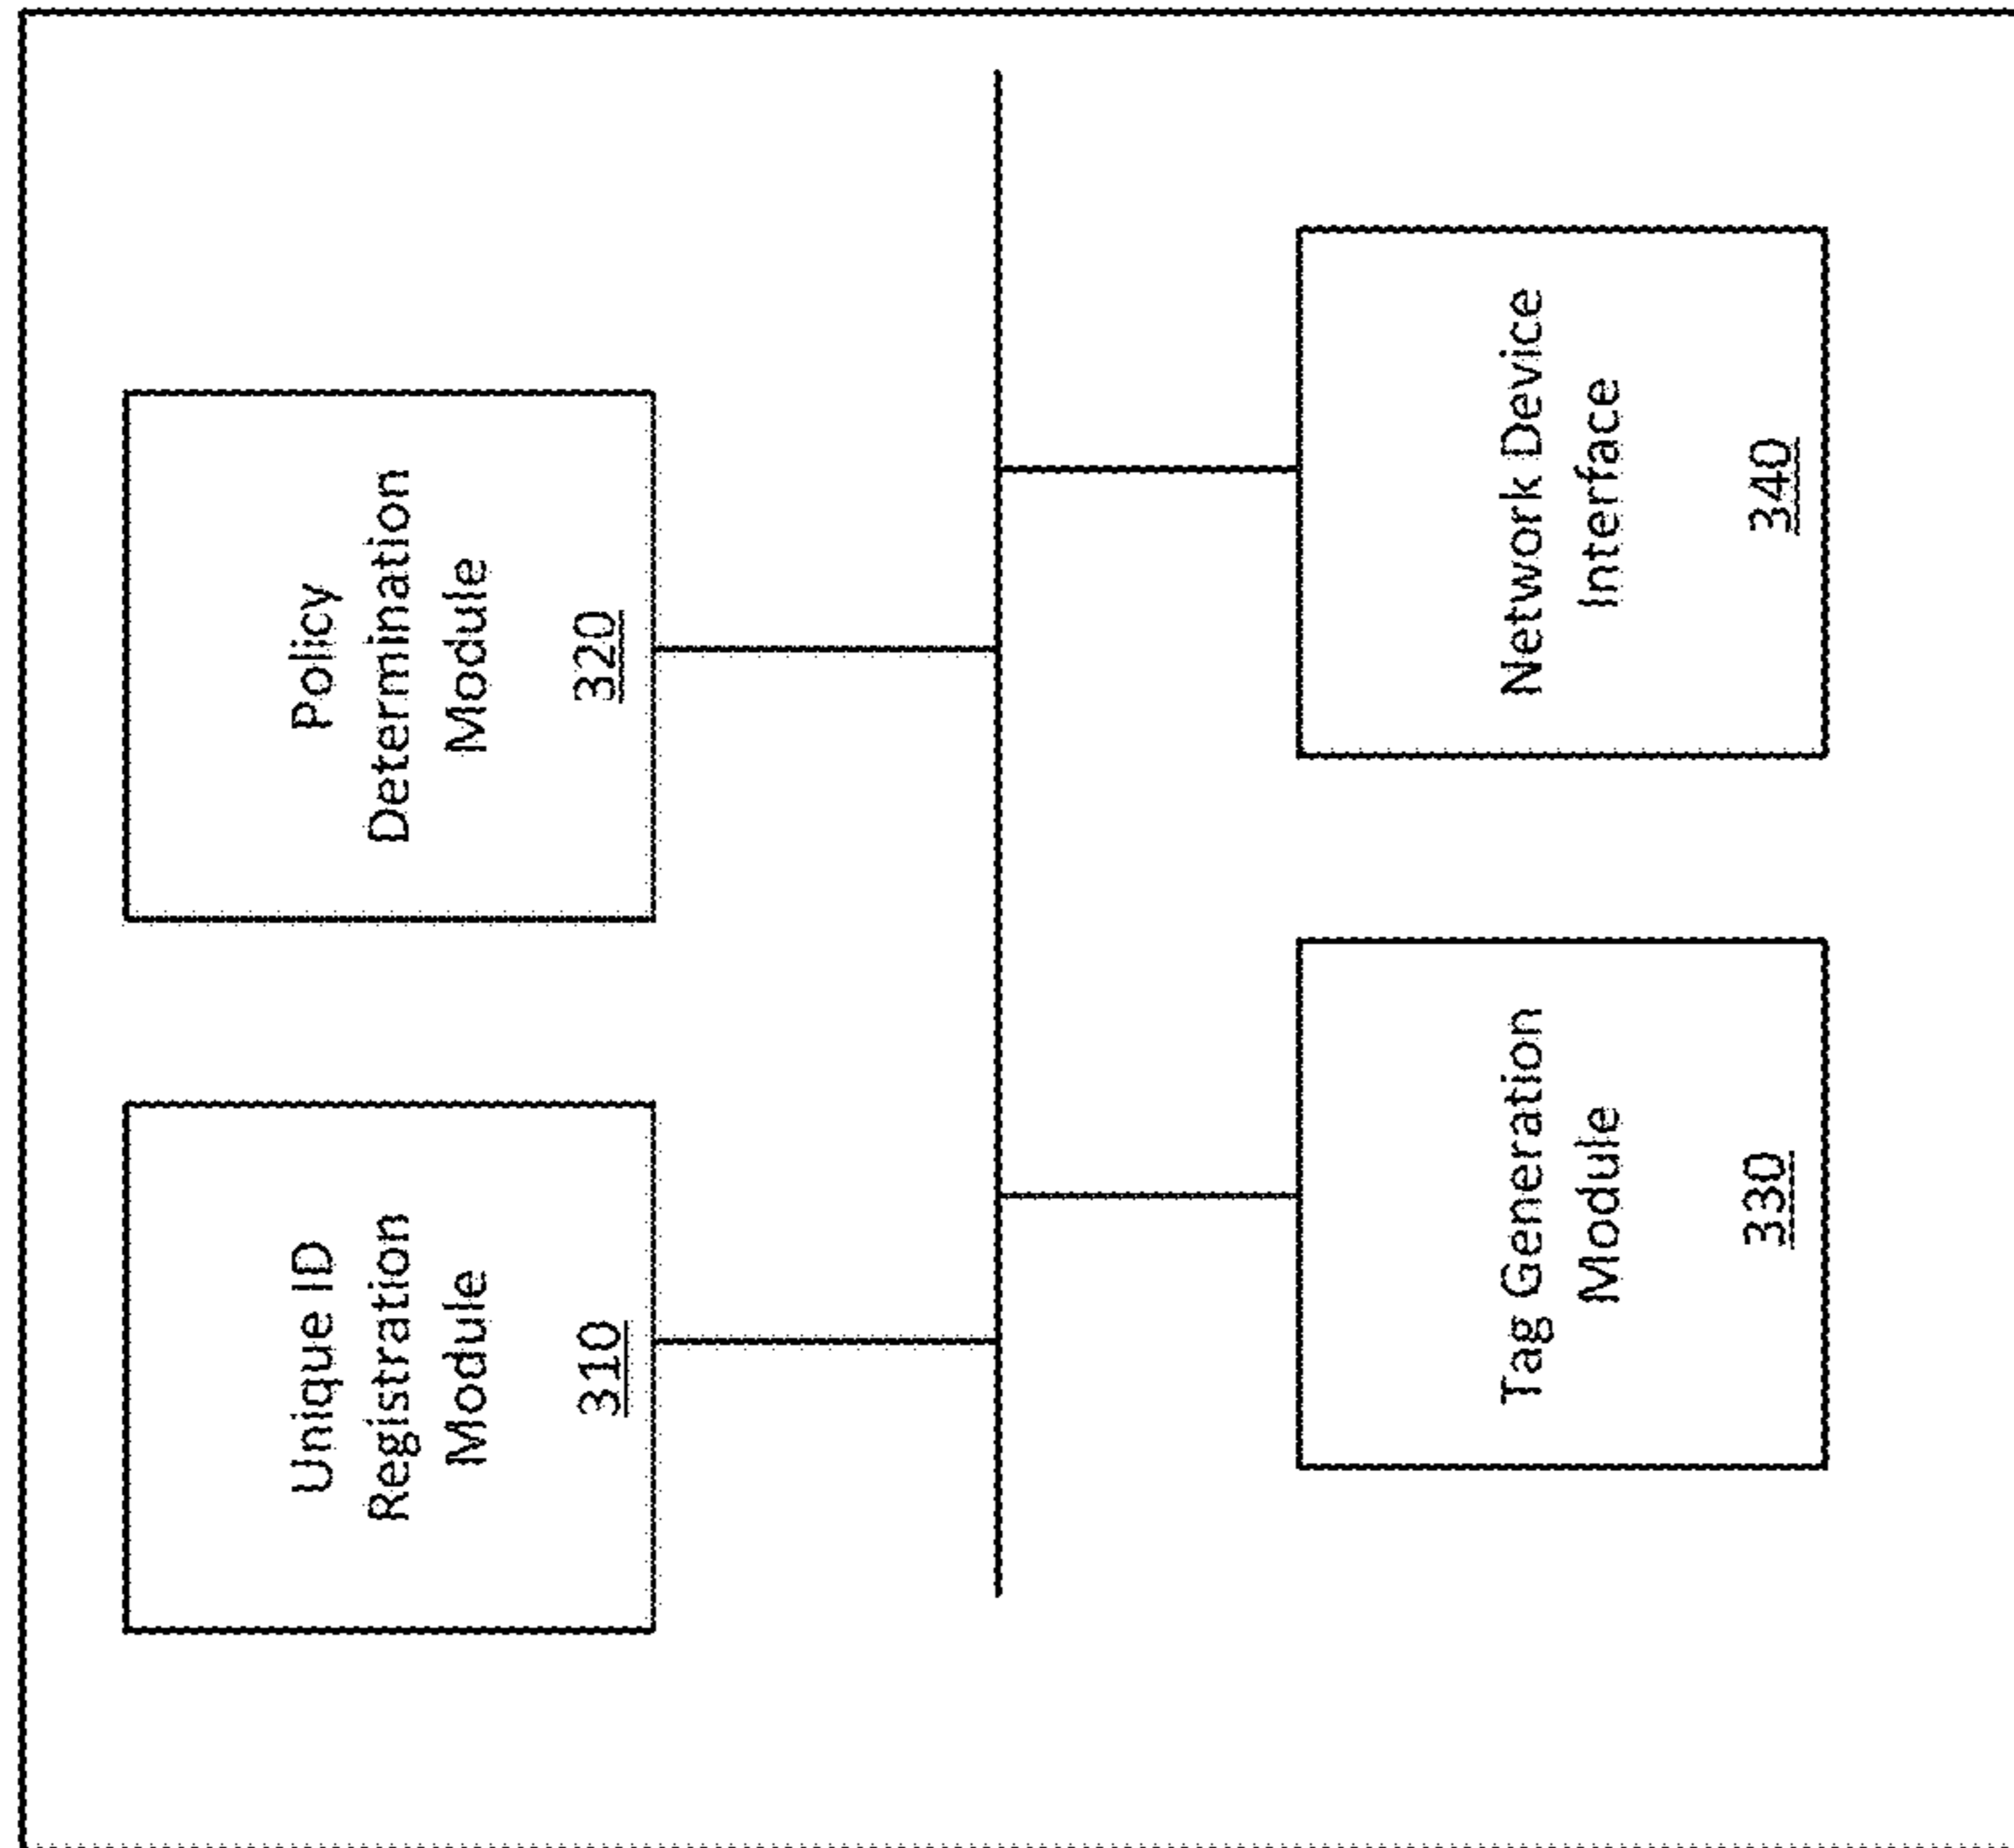 Unique ID
Registration
Module
310
Policy
Determination
Module
320
Tag Generation
Module
330
Network Device
Interface
340